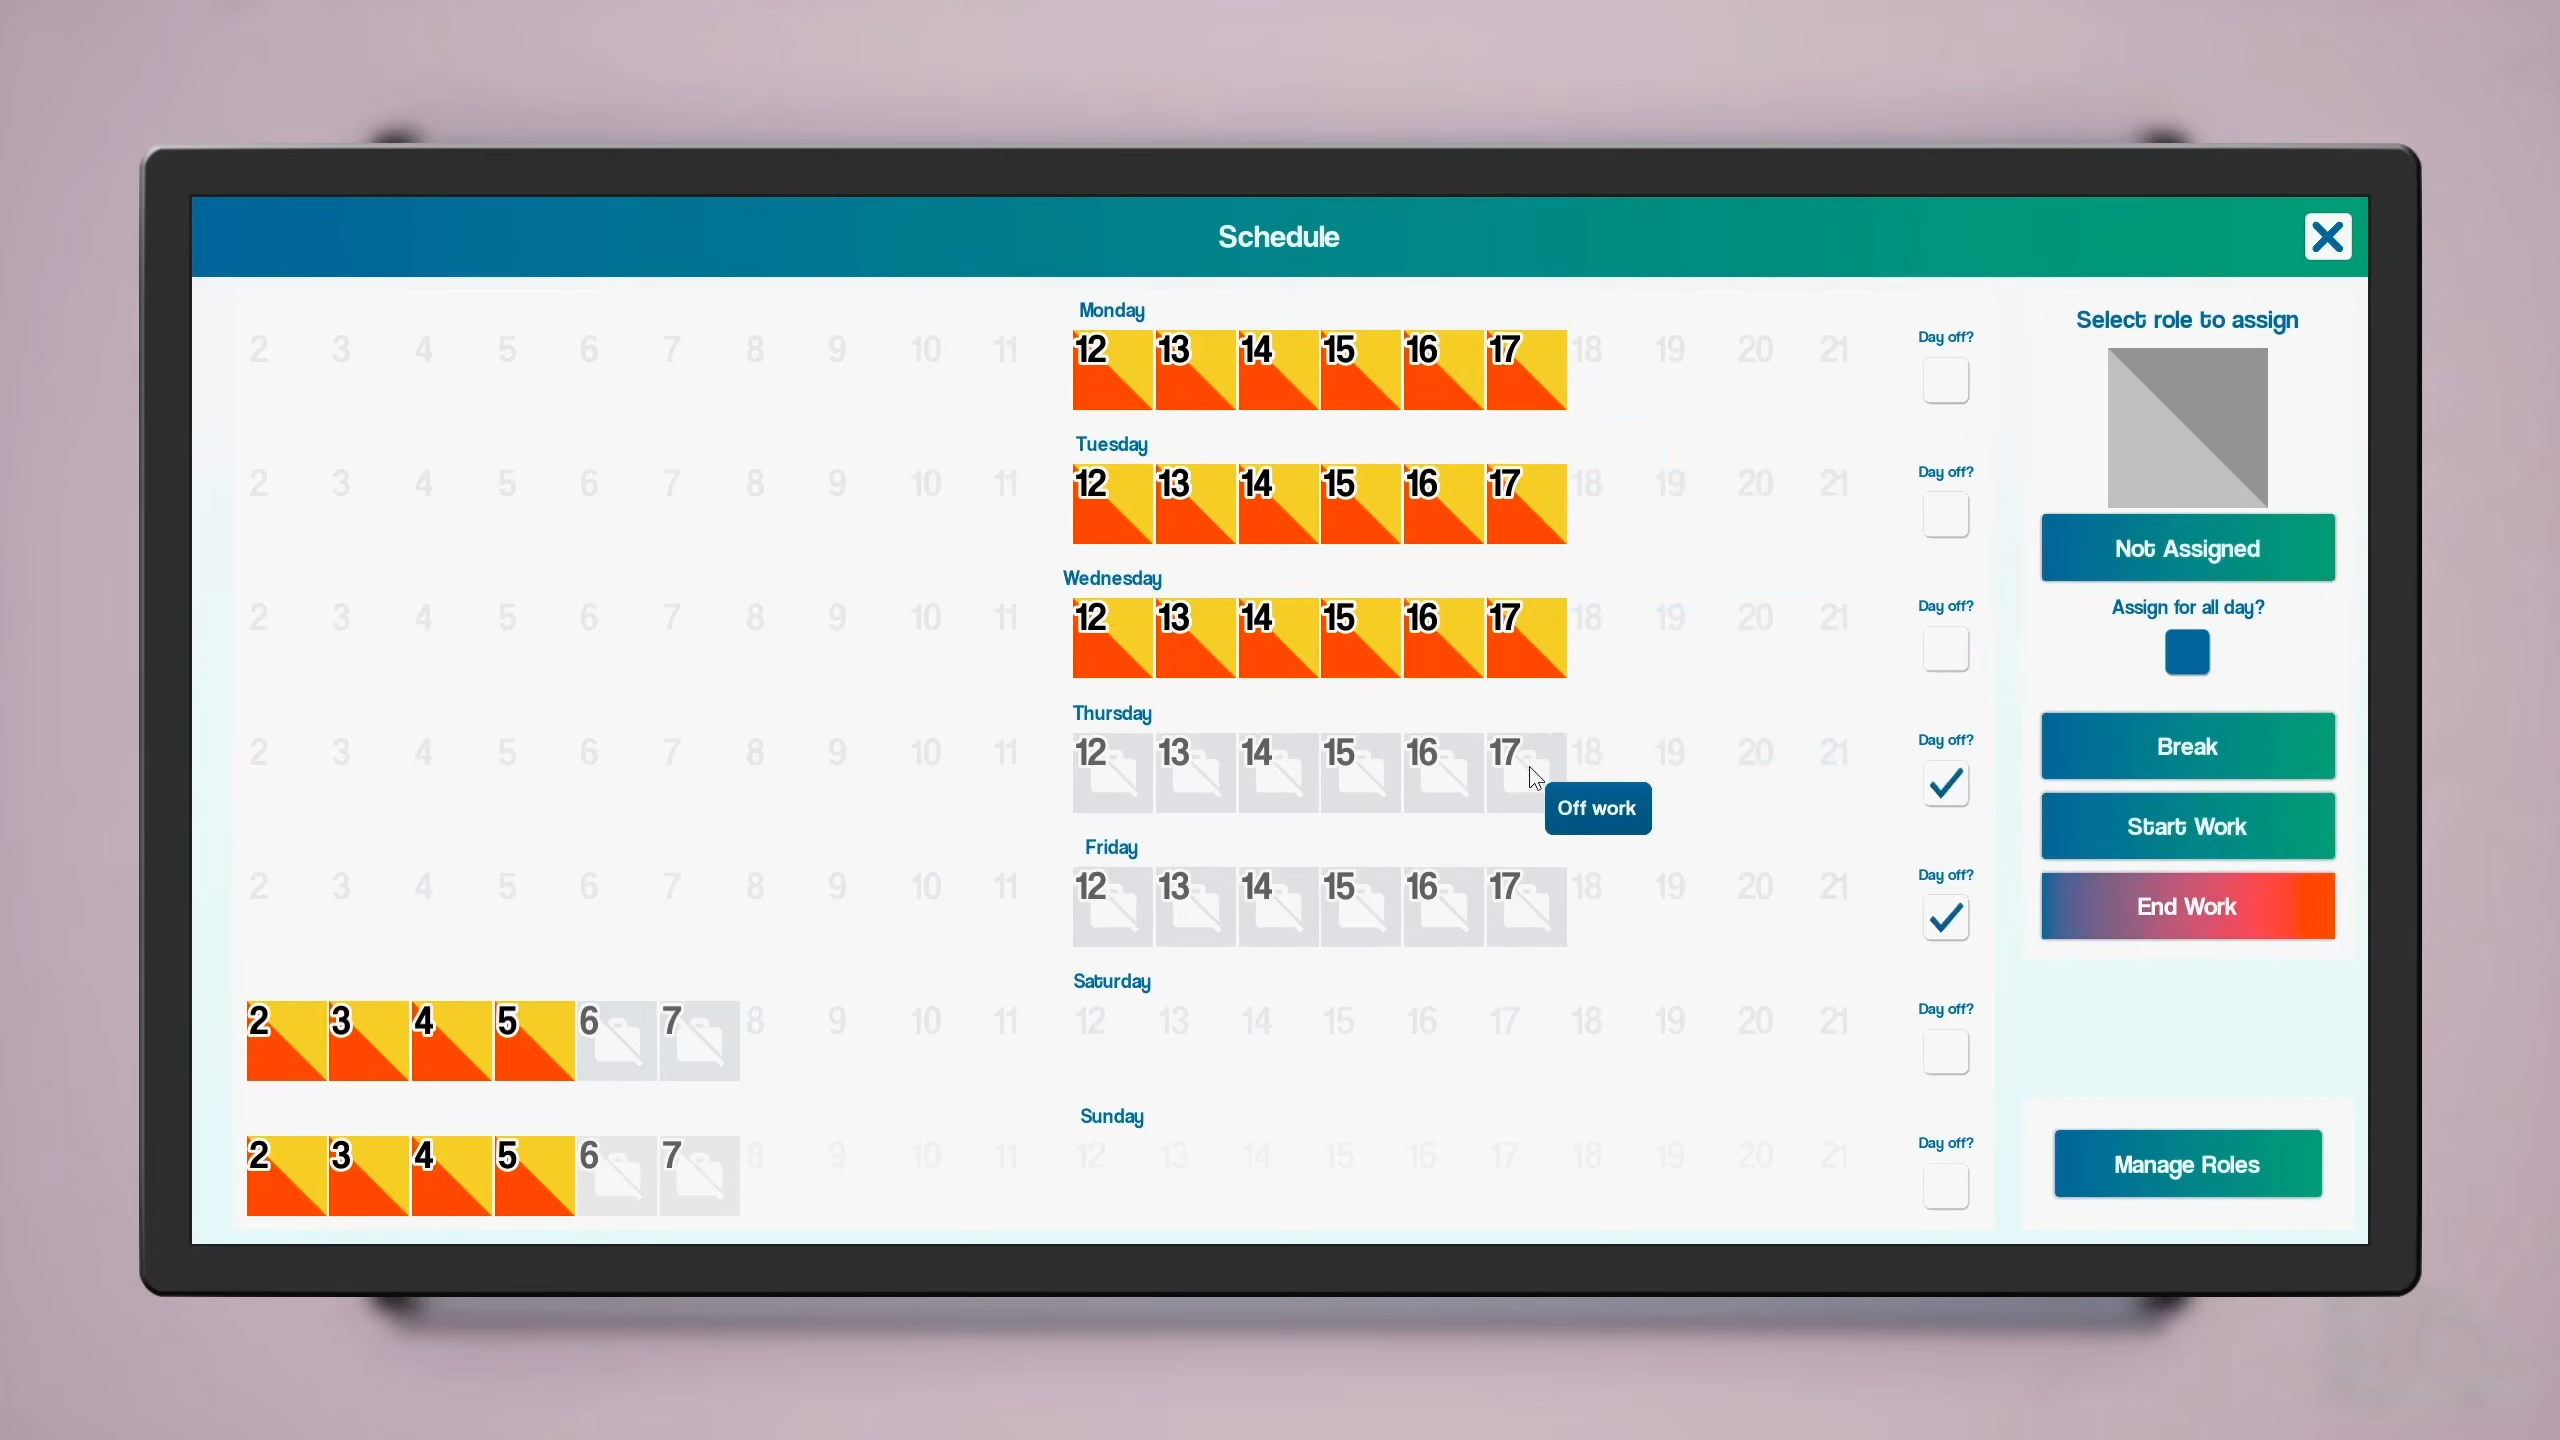 Schedule
Monday
2 3 4 5 6 7 8 9 10 11 12 13 14 15 16 17 18 19 20 21
Day off?
Tuesday
2 3 4 5 6 7 8 9 10 11 12 13 14 15 16 17 18 19 20 21
Day off?
Wednesday
2 3 4 5 6 7 8 9 10 11 12 13 14 15 16 17 18 19 20 21
Day off?
Thursday
2 3 4 5 6 7 8 9 10 11 12 13 14 15 16 17 18 19 20 21
Day off?
Off work
Friday
2 3 4 5 6 7 8 9 10 11 12 13 14 15 16 17 18 19 20 21
Day off?
Saturday
2 3 4 5 6 7 8 9 10 11 12 13 14 15 16 17 18 19 20 21
Day off?
Sunday
2 3 4 5 6 7 8 9 10 11 12 13 14 15 16 17 18 19 20 21
Day off?
Select role to assign
Not Assigned
Assign for all day?
Break
Start Work
End Work
Manage Roles